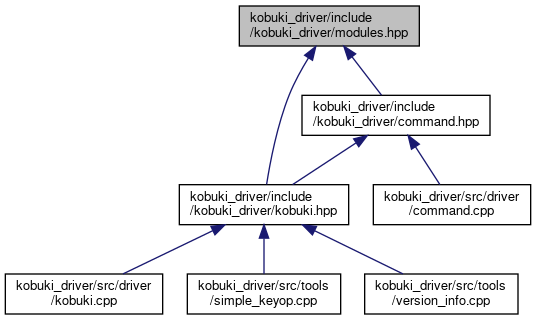 kobuki_driver/include
/kobuki_driver/modules.hpp
kobuki_driver/include
/kobuki_driver/command.hpp
kobuki_driver/include
/kobuki_driver/kobuki.hpp
kobuki_driver/src/driver
/command.cpp
kobuki_driver/src/driver
/kobuki.cpp
kobuki_driver/src/tools
/simple_keyop.cpp
kobuki_driver/src/tools
/version_info.cpp